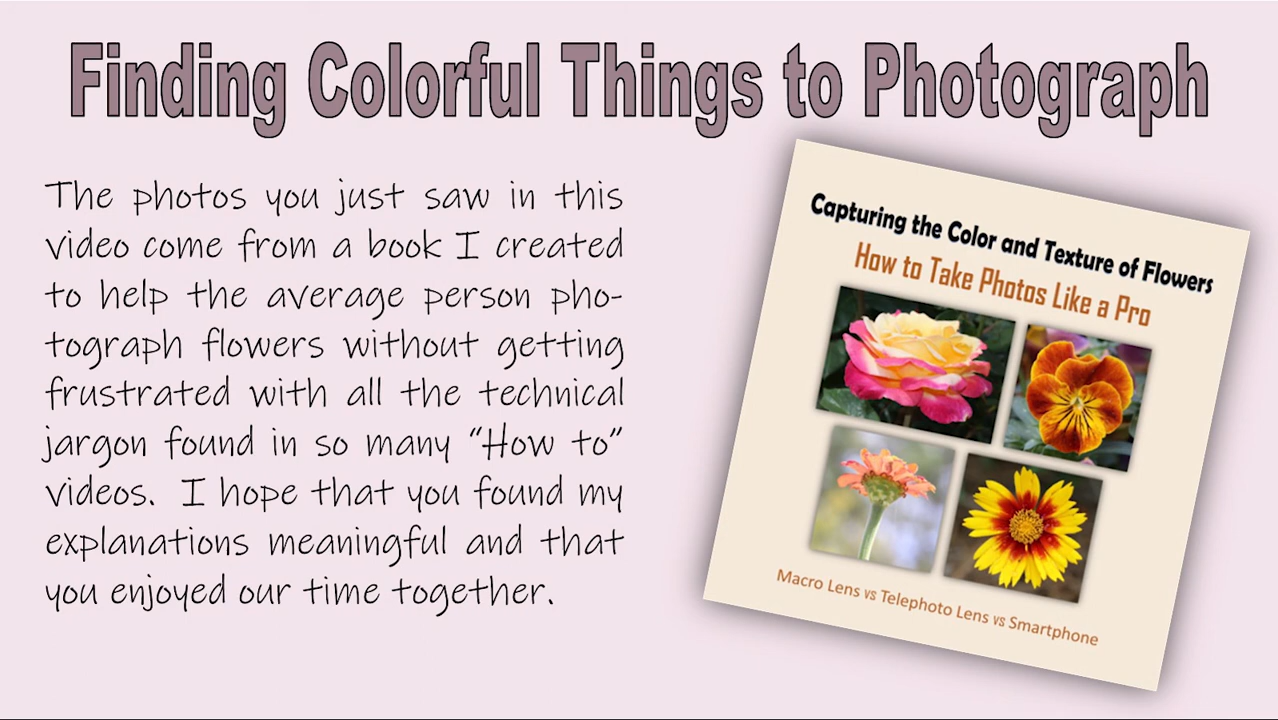 Finding Colorful Things to Photograph
The photos you just saw in this
video come from a book I created
to help the average person pho-
tograph flowers without getting
frustrated with all the technical
jargon found in so many “How to”
videos. I hope that you found my
explanations meaningful and that
you enjoyed our time together.
Capturing the Color and Texture of Flowers
How to Take Photos Like a Pro
Macro Lens vs Telephoto Lens vs Smartphone